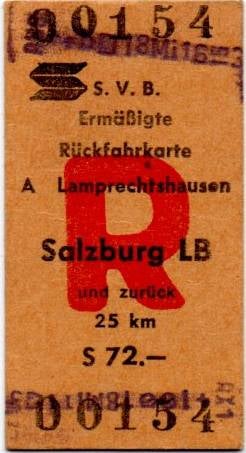 00154
S. V. B.
Ermäßigte
Rückfahrkarte
A Lamprechtshausen
R
Salzburg LB
und zurück
25 km
S 72.—
00154